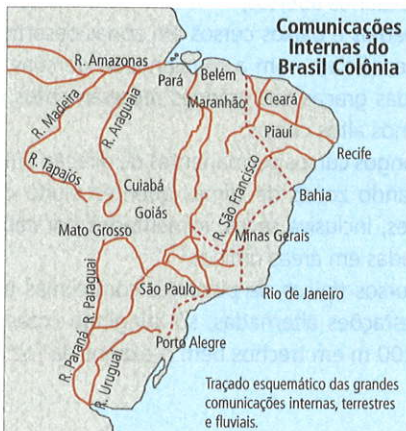 Comunicações
Internas do
Brasil Colônia
R. Amazonas
Belém
Pará
Maranhão
Ceará
R. Madeira
R. Araguaia
Piauí
Recife
R. Tapajós
R. São Francisco
Cuiabá
Goiás
Bahia
Mato Grosso
Minas Gerais
R. Paraguai
São Paulo
Rio de Janeiro
R. Paraná
R. Uruguai
Porto Alegre
Traçado esquemático das grandes
comunicações internas, terrestres
e fluviais.